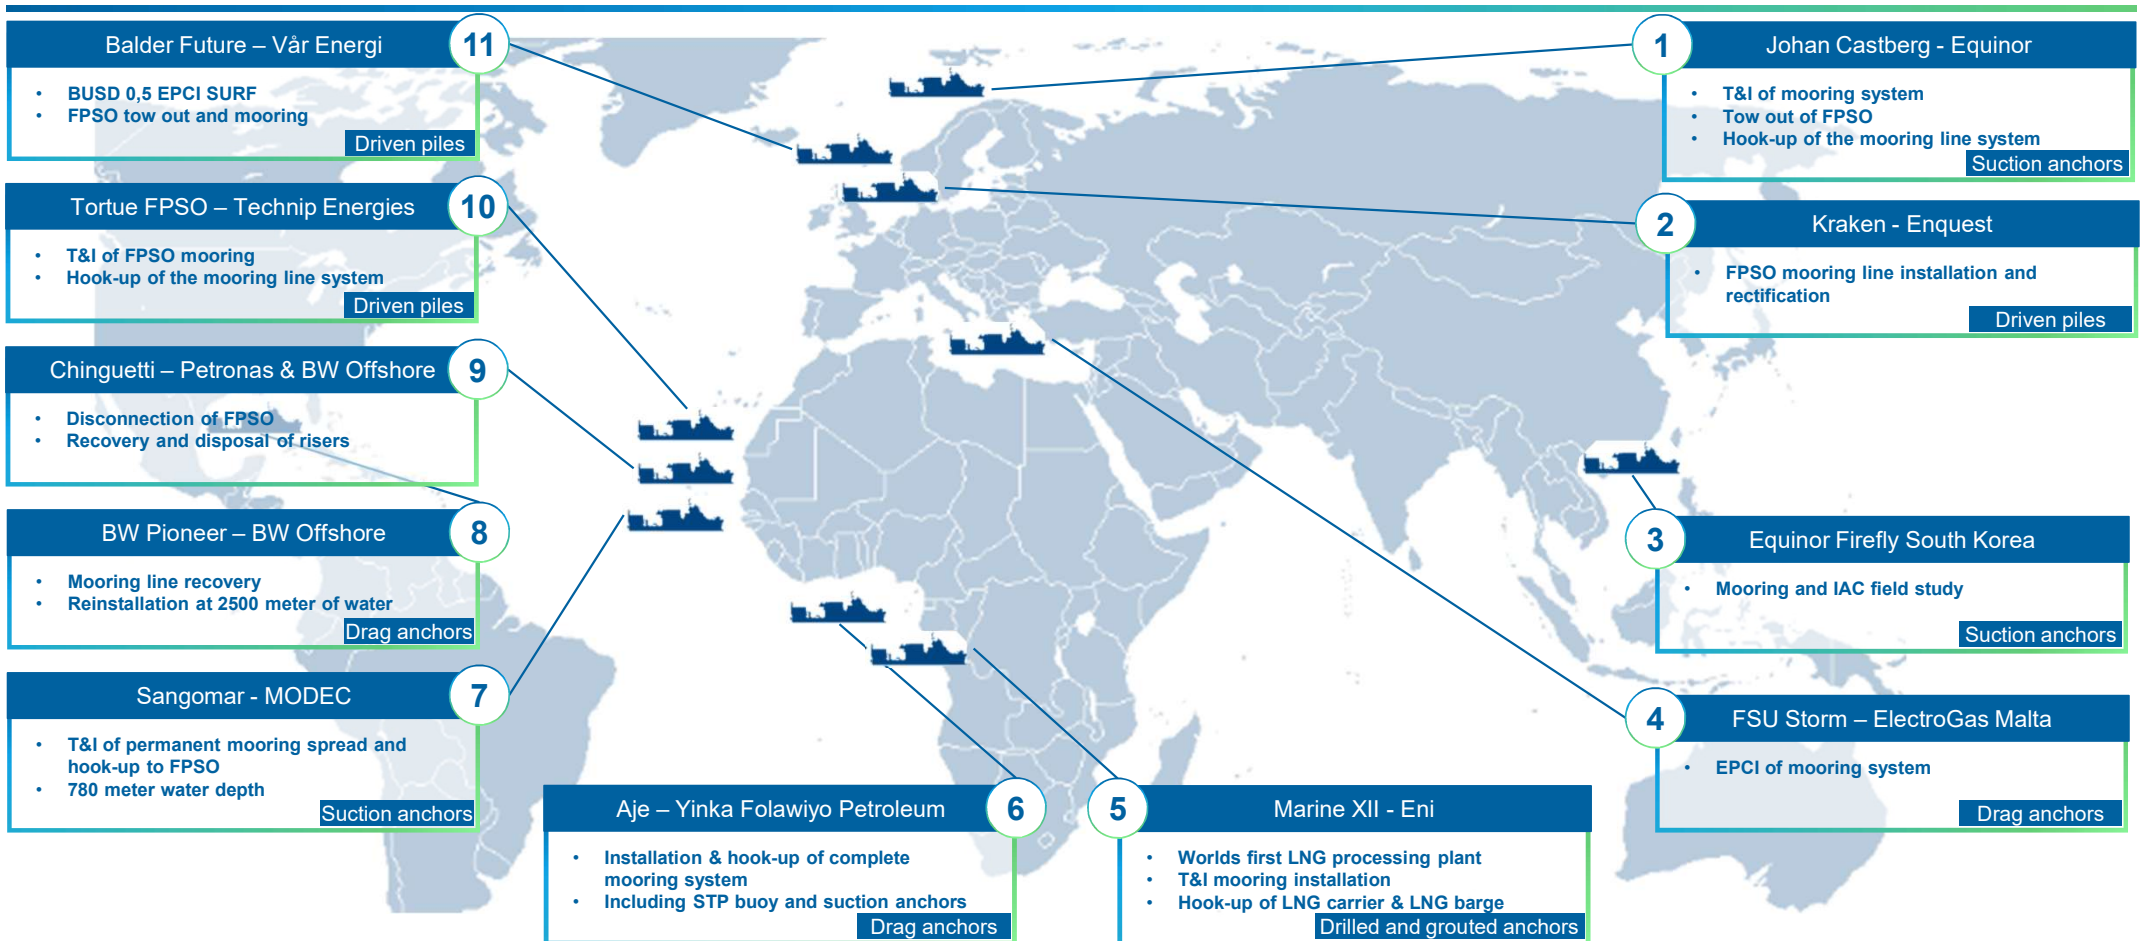 Balder Future – Vår Energi
11
• BUSD 0,5 EPCI SURF
• FPSO tow out and mooring
Driven piles
Tortue FPSO – Technip Energies
10
• T&I of FPSO mooring
• Hook-up of the mooring line system
Driven piles
Chinguetti – Petronas & BW Offshore
9
• Disconnection of FPSO
• Recovery and disposal of risers
BW Pioneer – BW Offshore
8
• Mooring line recovery
• Reinstallation at 2500 meter of water
Drag anchors
Sangomar - MODEC
7
• T&I of permanent mooring spread and
hook-up to FPSO
• 780 meter water depth
Suction anchors
Aje – Yinka Folawiyo Petroleum
6
• Installation & hook-up of complete
mooring system
• Including STP buoy and suction anchors
Drag anchors
5
Marine XII - Eni
• Worlds first LNG processing plant
• T&I mooring installation
• Hook-up of LNG carrier & LNG barge
Drilled and grouted anchors
1
Johan Castberg - Equinor
• T&I of mooring system
• Tow out of FPSO
• Hook-up of the mooring line system
Suction anchors
2
Kraken - Enquest
• FPSO mooring line installation and
rectification
Driven piles
3
Equinor Firefly South Korea
• Mooring and IAC field study
Suction anchors
4
FSU Storm – ElectroGas Malta
• EPCI of mooring system
Drag anchors